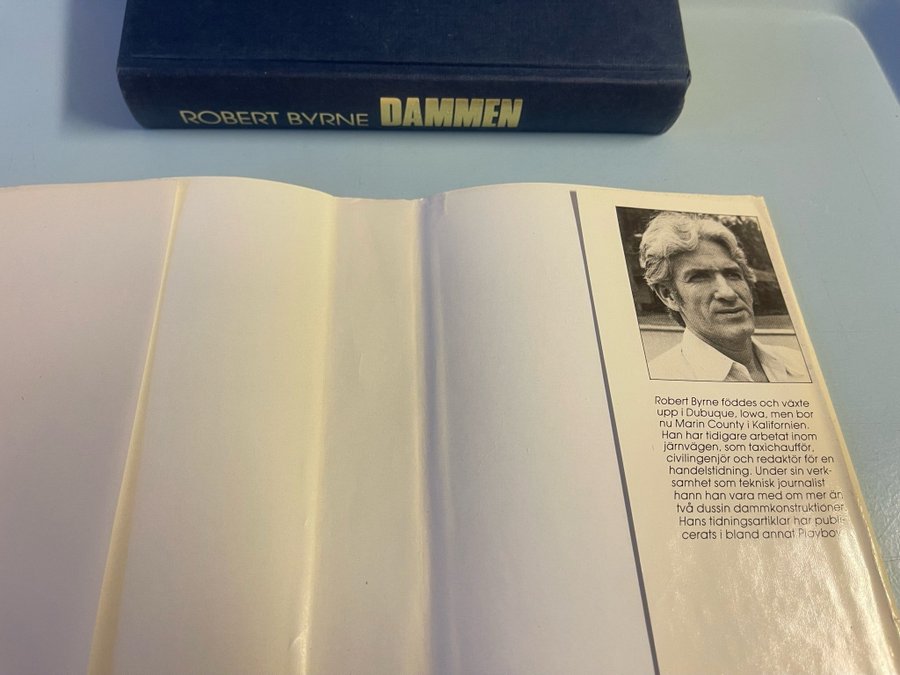 ROBERT BYRNE DAMMEN
Robert Byrne föddes och växte
upp i Dubuque, Iowa, men bor
nu Marin County i Kalifornien.
Han har tidigare arbetat inom
järnvägen, som taxichaufför,
civilingenjör och redaktör för en
handelstidning. Under sin verk-
samhet som teknisk journalist
hann han vara med om mer än
två dussin dammkonstruktioner.
Hans tidningsartiklar har publi-
cerats i bland annat Playboy